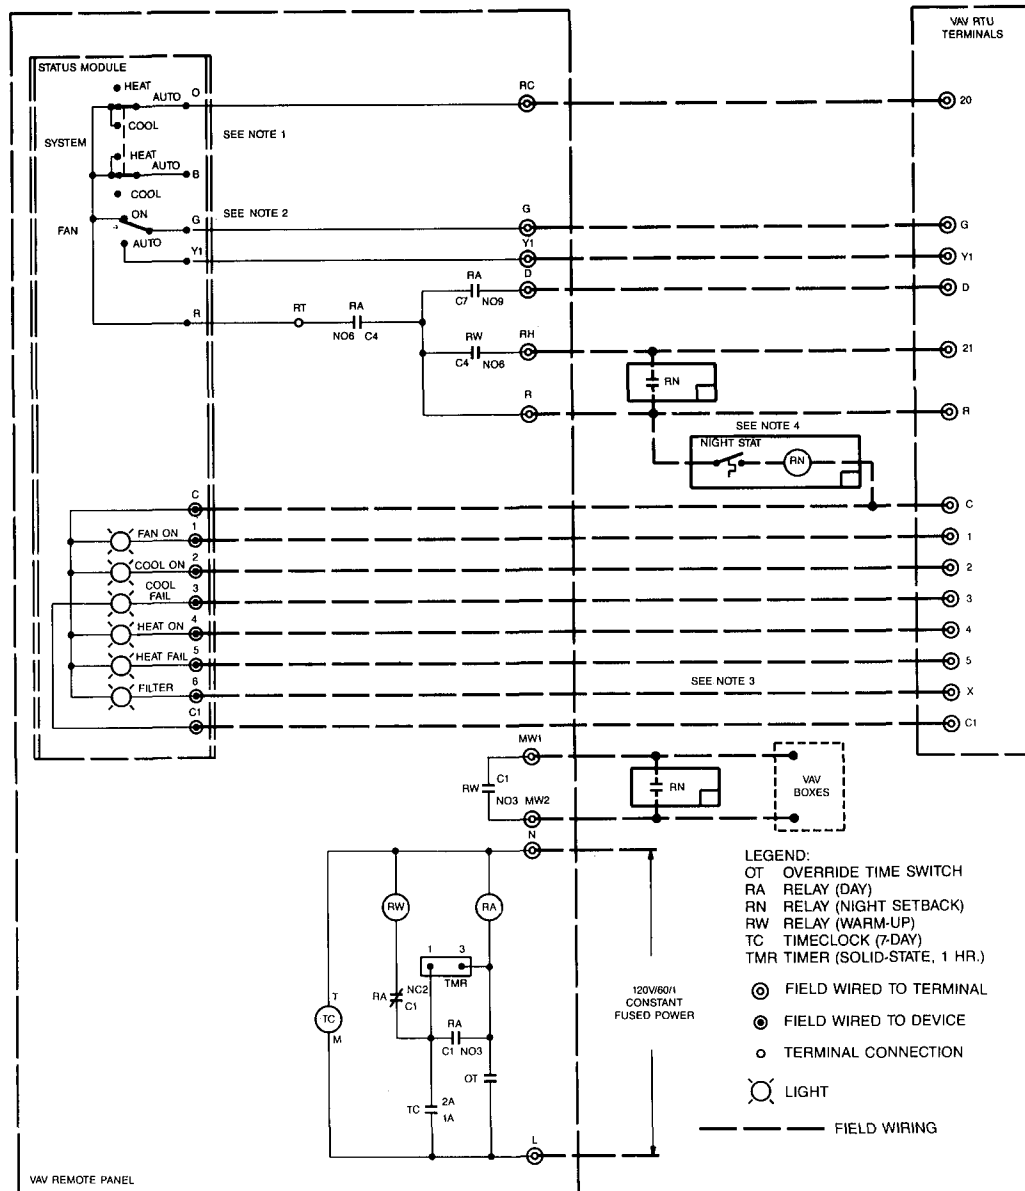 VAV RTU
TERMINALS
STATUS MODULE
HEAT
AUTO
O
RC
20
COOL
SYSTEM
SEE NOTE 1
HEAT
AUTO
B
COOL
ON
SEE NOTE 2
G
G
G
FAN
AUTO
Y1
Y1
Y1
RA
D
D
C7
NO9
R
RT
RA
RW
RH
21
NO6
C4
C4
NO6
RN
R
R
SEE NOTE 4
NIGHT STAT
RN
C
C
FAN ON
1
1
COOL ON
2
2
COOL
FAIL
3
3
HEAT ON
4
4
HEAT FAIL
5
5
SEE NOTE 3
FILTER
6
X
C1
C1
MW1
RW
C1
NO3
MW2
RN
VAV
BOXES
N
LEGEND:
OT OVERRIDE TIME SWITCH
RA RELAY (DAY)
RN RELAY (NIGHT SETBACK)
RW RELAY (WARM-UP)
TC TIMECLOCK (7-DAY)
TMR TIMER (SOLID-STATE, 1 HR.)
FIELD WIRED TO TERMINAL
FIELD WIRED TO DEVICE
TERMINAL CONNECTION
LIGHT
FIELD WIRING
RW
RA
1
3
TMR
RA
NC2
C1
T
TC
M
RA
C1
NO3
OT
TC
2A
1A
120V/60/1
CONSTANT
FUSED POWER
L
VAV REMOTE PANEL